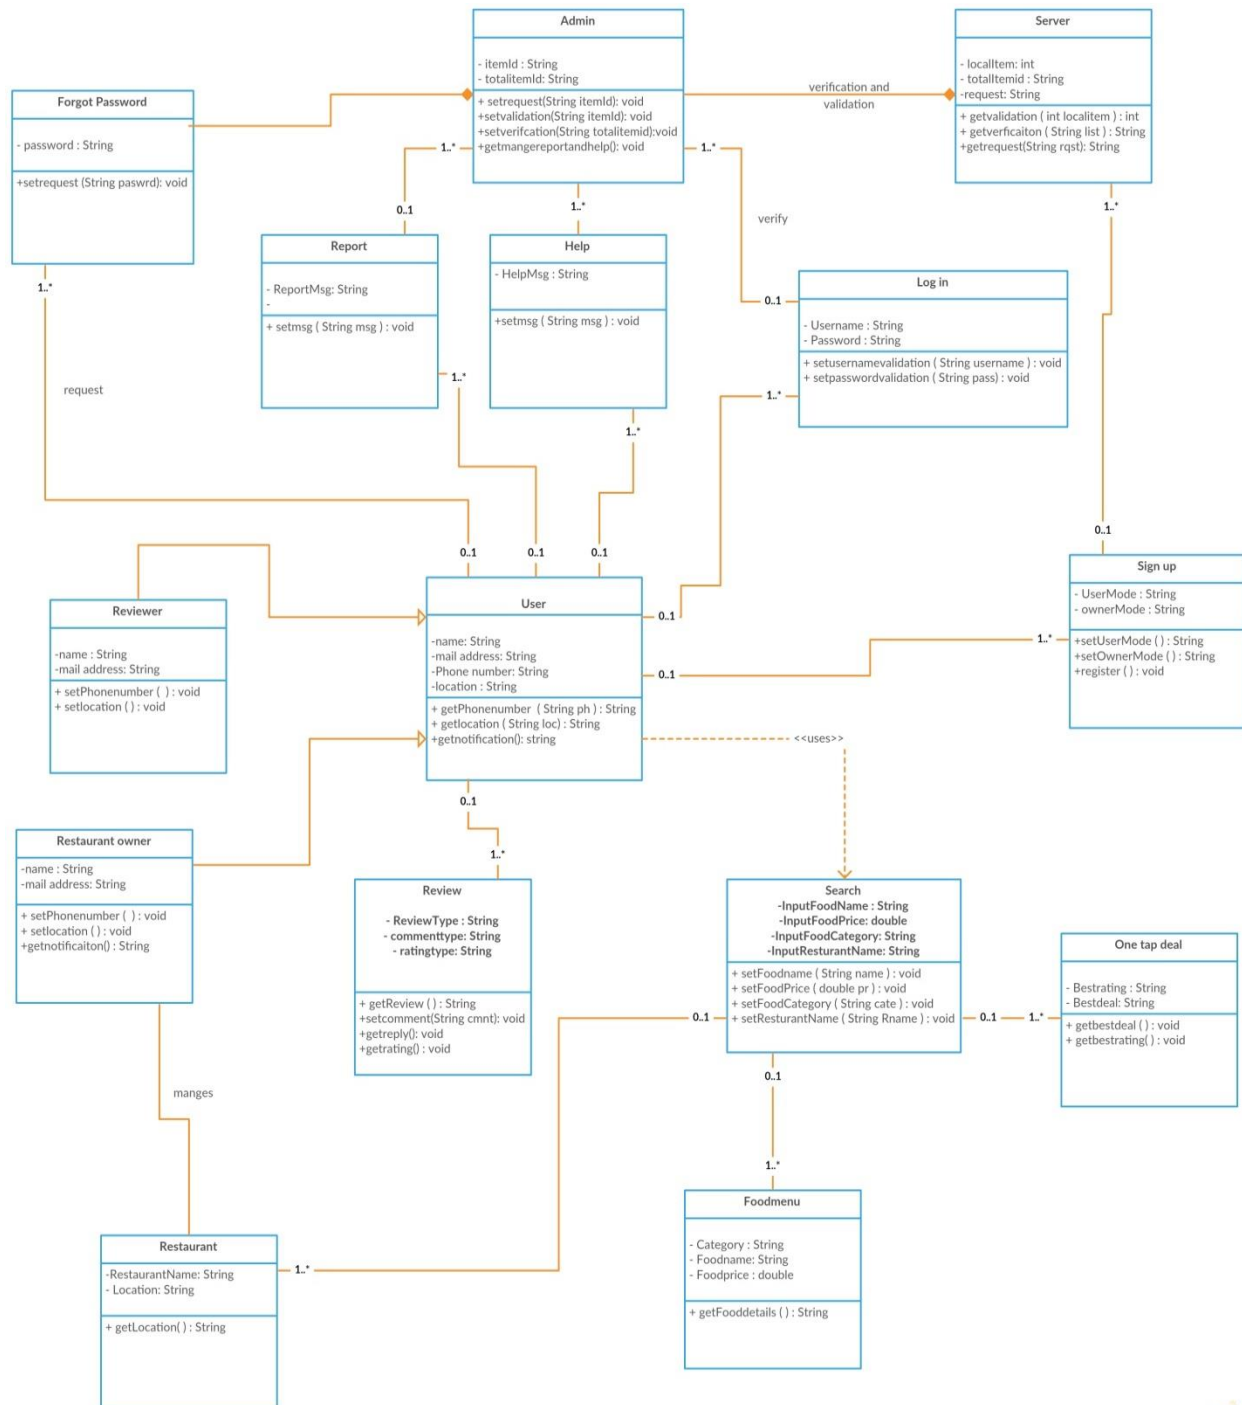 Admin
- itemId : String
- totalitemId: String
+ setrequest(String itemId): void
+setvalidation(String itemId): void
+setverifcation(String totalitemid):void
+getmangereportandhelp(): void
Server
- localItem: int
- totalItemid : String
-request: String
+ getvalidation ( int localitem ) : int
+ getverficaiton ( String list ) : String
+getrequest(String rqst): String
verification and
validation
Forgot Password
- password : String
+setrequest (String paswrd): void
1..*
1..*
0..1
1..*
1..*
verify
Report
- ReportMsg: String
-
+ setmsg ( String msg ) : void
Help
- HelpMsg : String
+setmsg ( String msg ) : void
Log in
- Username : String
- Password : String
+ setusernamevalidation ( String username ) : void
+ setpasswordvalidation ( String pass) : void
1..*
0..1
request
1..*
1..*
1..*
0..1
0..1
0..1
0..1
Sign up
- UserMode : String
- ownerMode : String
+setUserMode ( ) : String
+setOwnerMode ( ) : String
+register ( ) : void
Reviewer
-name : String
-mail address: String
+ setPhonenumber ( ) : void
+ setlocation ( ) : void
User
-name: String
-mail address: String
-Phone number: String
-location : String
+ getPhonenumber ( String ph ) : String
+ getlocation ( String loc) : String
+getnotification(): string
0..1
1..*
0..1
<<uses>>
0..1
1..*
Restaurant owner
-name : String
-mail address: String
+ setPhonenumber ( ) : void
+ setlocation ( ) : void
+getnotificaiton() : String
Review
- ReviewType : String
- commenttype: String
- ratingtype: String
+ getReview ( ) : String
+setcomment(String cmnt): void
+getreply(): void
+getrating() : void
Search
-InputFoodName : String
-InputFoodPrice: double
-InputFoodCategory: String
-InputResturantName: String
+ setFoodname ( String name ) : void
+ setFoodPrice ( double pr ) : void
+ setFoodCategory ( String cate ) : void
+ setResturantName ( String Rname ) : void
One tap deal
- Bestrating : String
- Bestdeal: String
+ getbestdeal ( ) : void
+ getbestrating( ) : void
0..1
0..1
1..*
0..1
manges
1..*
Foodmenu
- Category : String
- Foodname: String
- Foodprice : double
+ getFooddetails ( ) : String
Restaurant
-RestaurantName: String
- Location: String
+ getLocation( ) : String
1..*